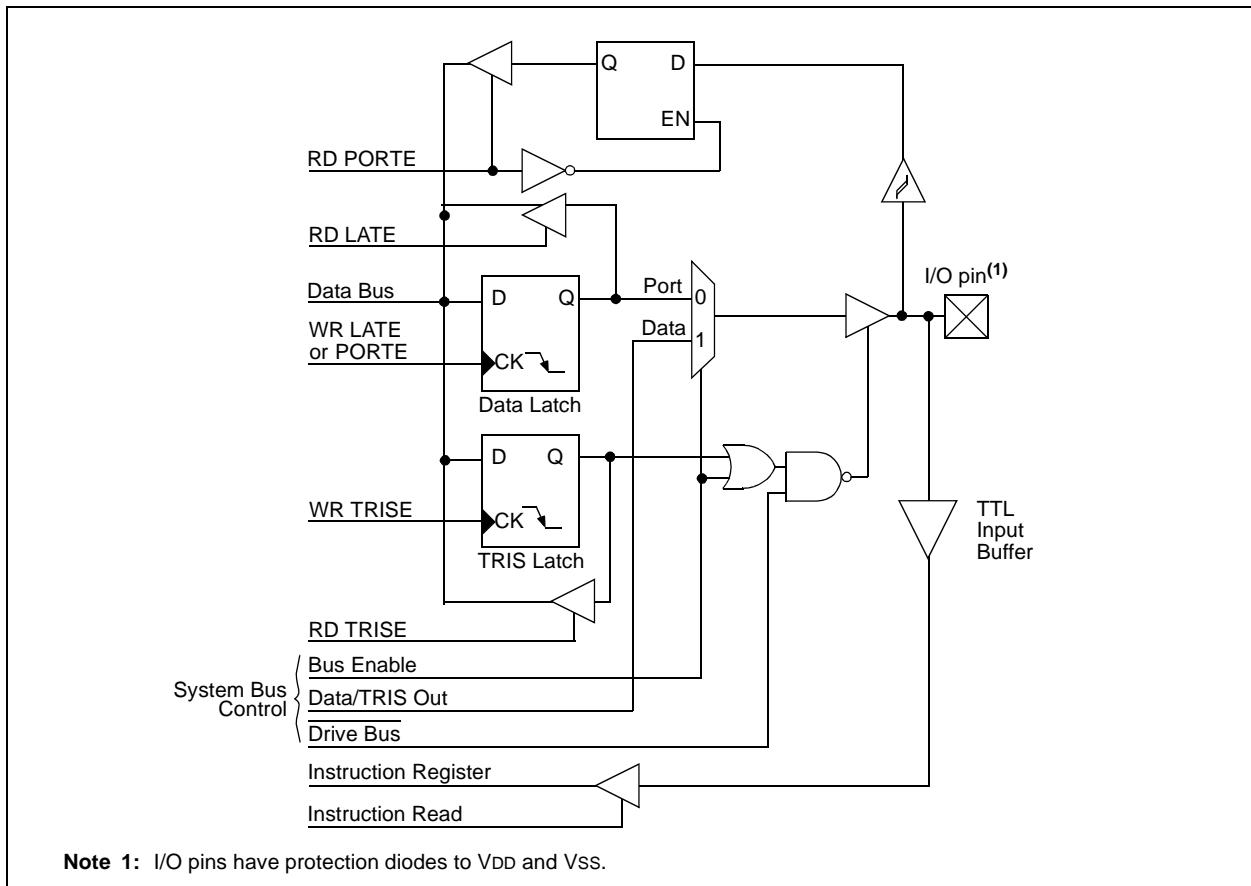 Q D
EN
RD PORTE
RD LATE
I/O pin(1)
Data Bus
D Q
Port
0
WR LATE
or PORTE
Data
1
CK
Data Latch
D Q
WR TRISE
CK
TRIS Latch
TTL
Input
Buffer
RD TRISE
System Bus
Control
Bus Enable
Data/TRIS Out
Drive Bus
Instruction Register
Instruction Read
Note 1: I/O pins have protection diodes to VDD and VSS.